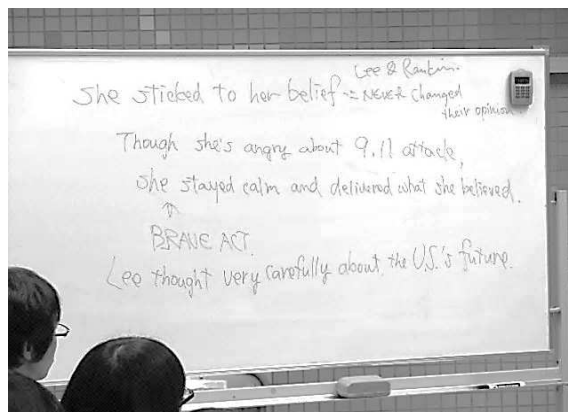 Lee & Rankin.
She sticked to her belief ⇒ NEVER changed
their opinion
Though she's angry about 9.11 attack,
she stayed calm and delivered what she believed.
↑
BRAVE ACT.
Lee thought very carefully about the U.S.'s future.